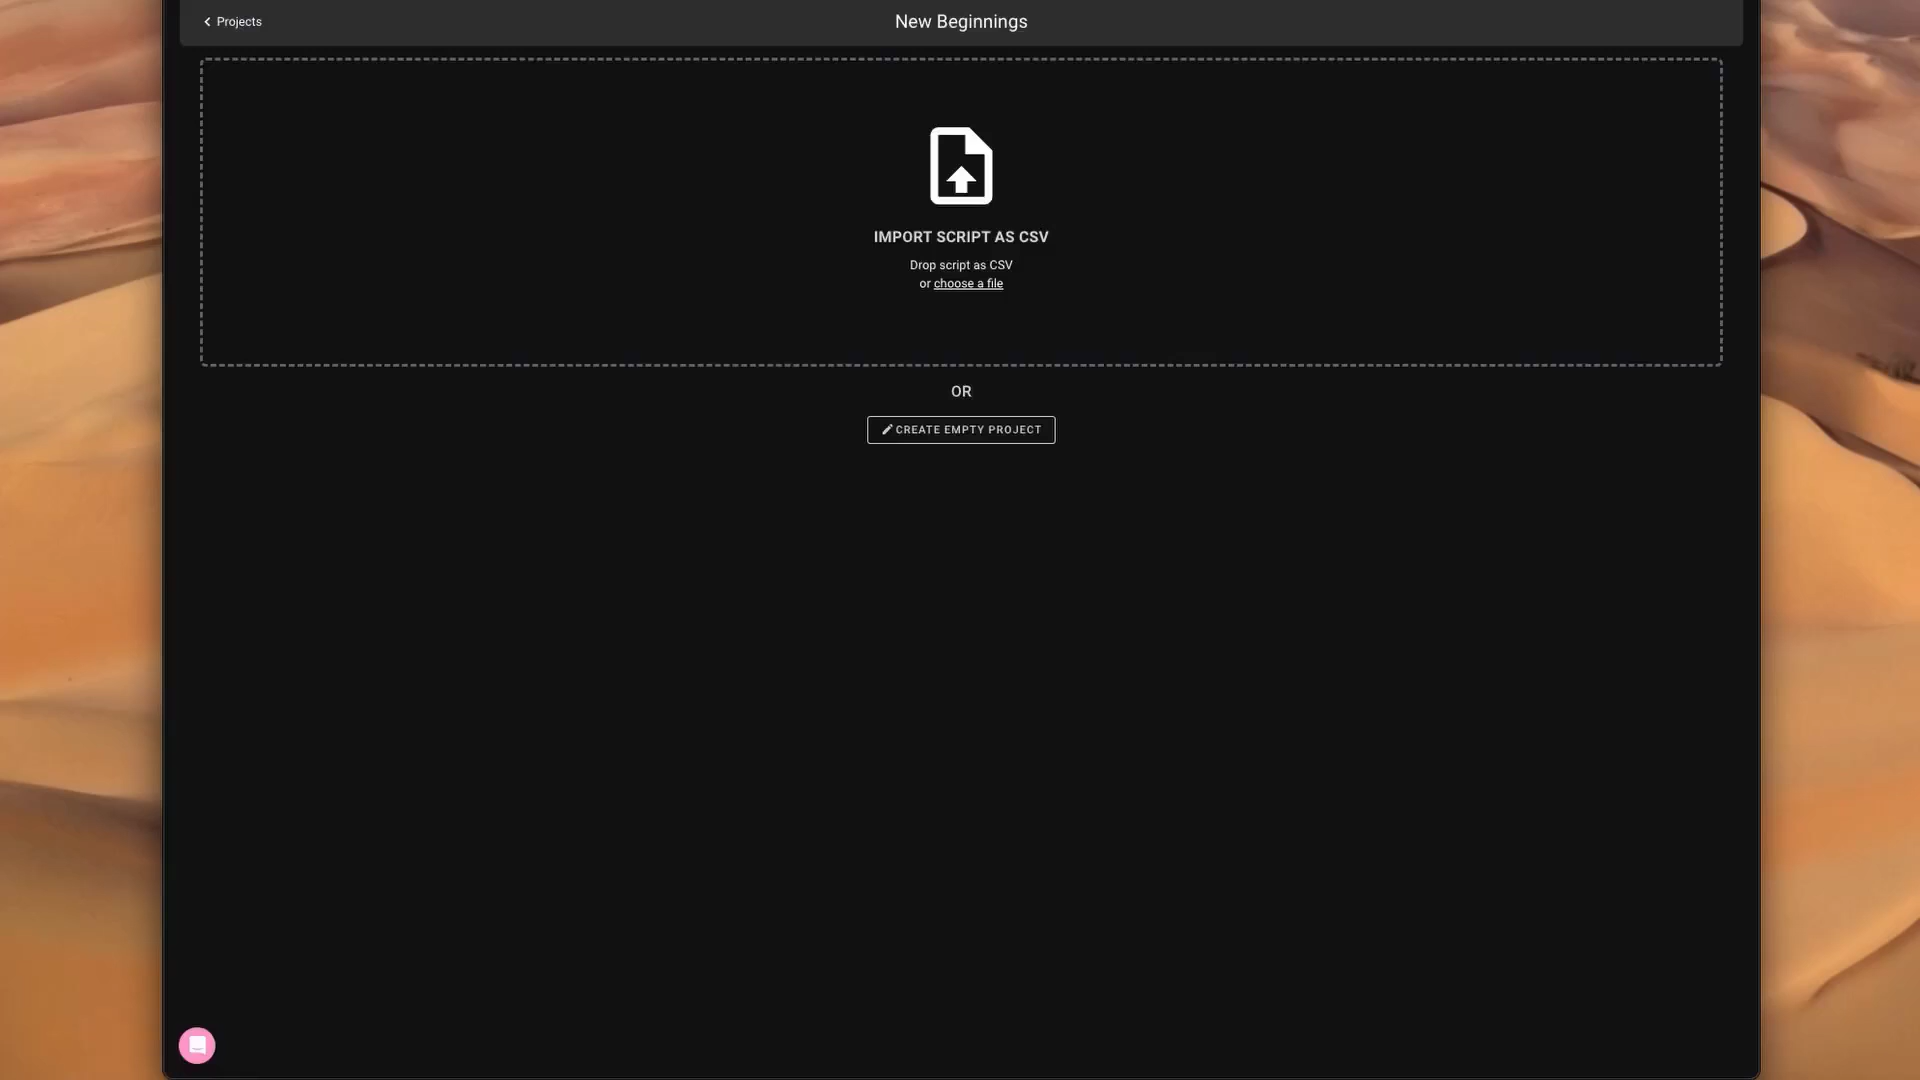 Projects
New Beginnings
IMPORT SCRIPT AS CSV
Drop script as CSV
or choose a file
OR
CREATE EMPTY PROJECT